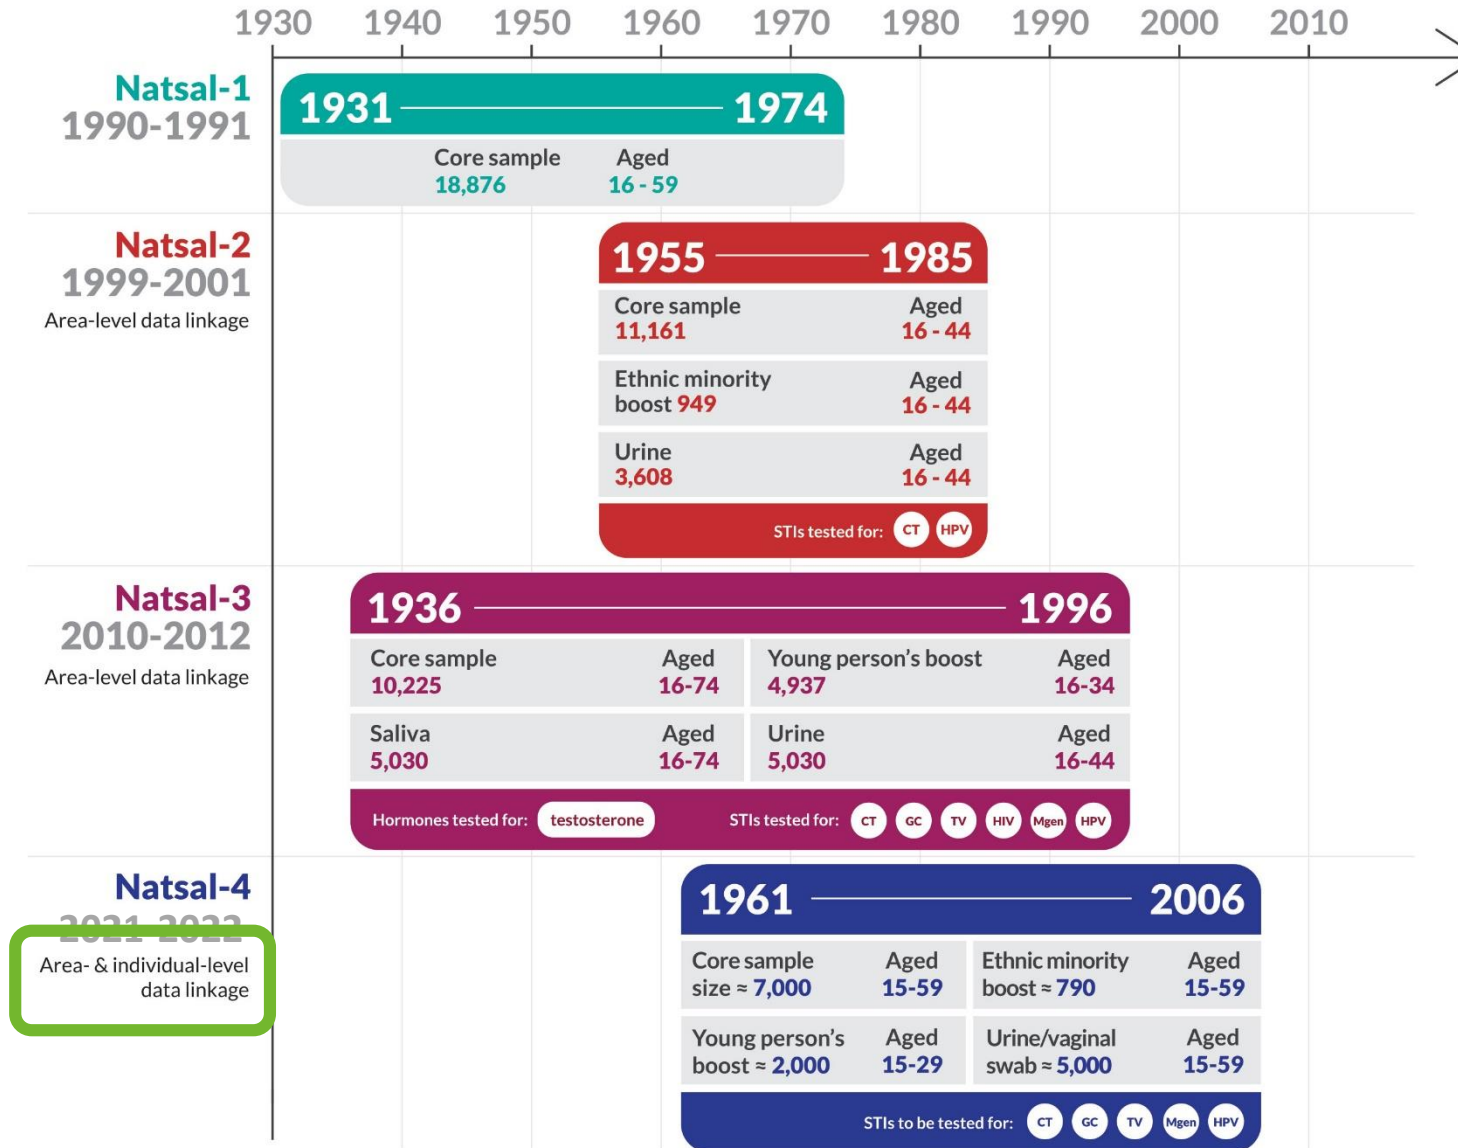 1930 1940 1950 1960 1970 1980 1990 2000 2010
Natsal-1
1990-1991
1931 1974
Core sample Aged
18,876 16 - 59
Natsal-2
1999-2001
Area-level data linkage
1955 1985
Core sample Aged
11,161 16 - 44
Ethnic minority Aged
boost 949 16 - 44
Urine Aged
3,608 16 - 44
STIs tested for: CT HPV
Natsal-3
2010-2012
Area-level data linkage
1936 1996
Core sample Aged Young person's boost Aged
10,225 16-74 4,937 16-34
Saliva Aged Urine Aged
5,030 16-74 5,030 16-44
Hormones tested for: testosterone STIs tested for: CT GC TV HIV Mgen HPV
Natsal-4
2021-2022
Area- & individual-level
data linkage
1961 2006
Core sample Aged Ethnic minority Aged
size ≈ 7,000 15-59 boost ≈ 790 15-59
Young person's Aged Urine/vaginal Aged
boost ≈ 2,000 15-29 swab ≈ 5,000 15-59
STIs to be tested for: CT GC TV Mgen HPV